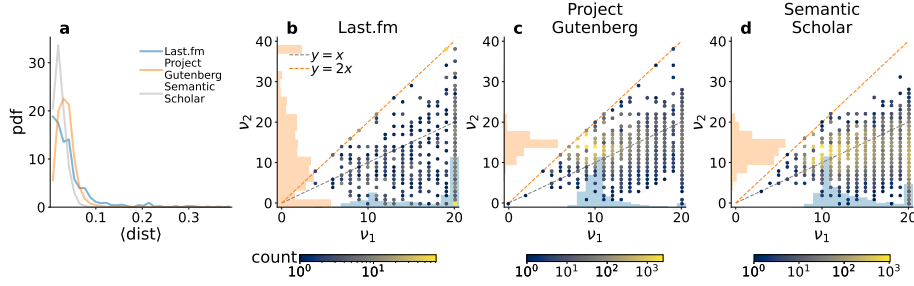 a
pdf
30
20
10
0
0.1
0.2
0.3
⟨dist⟩
Last.fm
Project
Gutenberg
Semantic
Scholar
b
Last.fm
40
30
20
10
0
ν2
y = x
y = 2x
0
10
20
ν1
count
10⁰
10¹
c
Project
Gutenberg
40
30
20
10
0
ν2
0
10
20
ν1
10⁰
10¹
10²
10³
d
Semantic
Scholar
40
30
20
10
0
ν2
0
10
20
ν1
10⁰
10¹
10²
10³